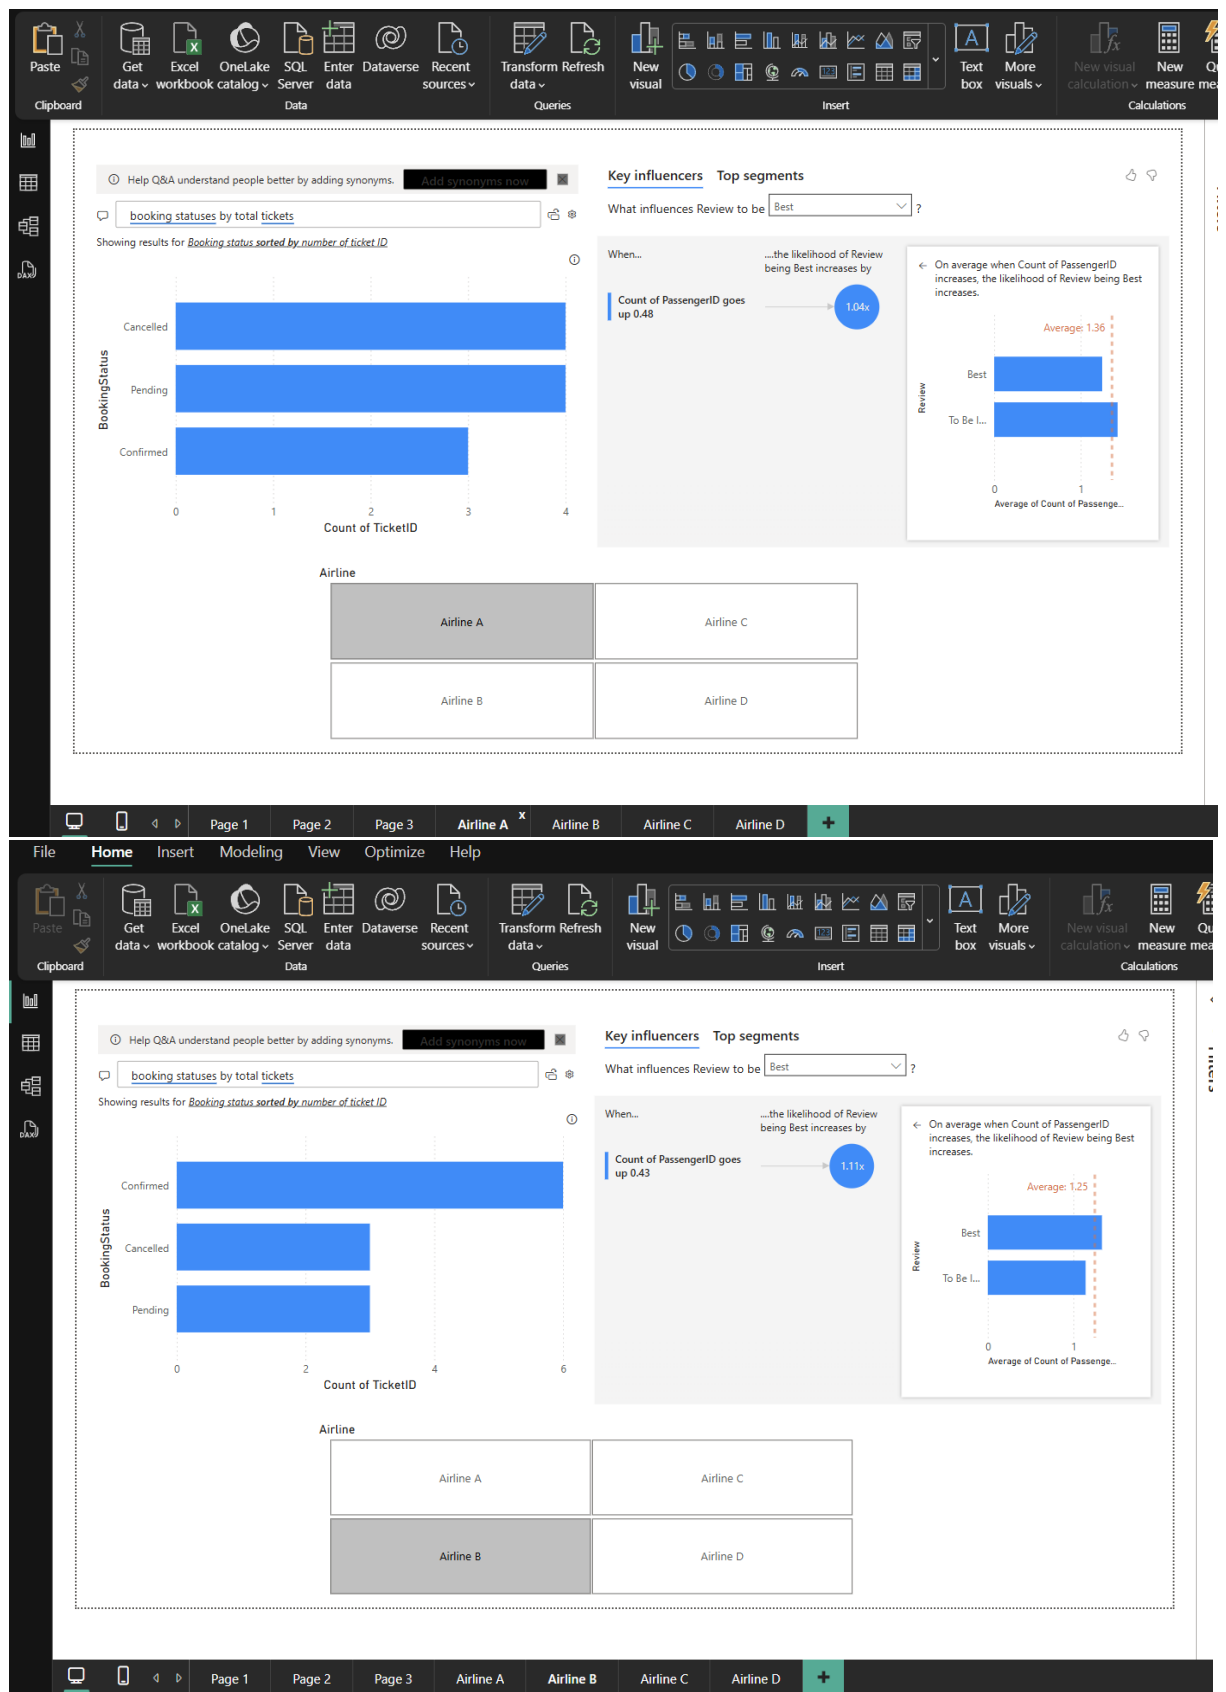 Paste
Get data
Excel workbook
OneLake catalog
SQL Server
Enter data
Dataverse
Recent sources
Transform data
Refresh
New visual
Text box
More visuals
New visual calculation
New measure
Clipboard
Data
Queries
Insert
Calculations
Help Q&A understand people better by adding synonyms.
Add synonyms now
booking statuses by total tickets
Showing results for Booking status sorted by number of ticket ID
BookingStatus
Cancelled
Pending
Confirmed
0 1 2 3 4
Count of TicketID
Key influencers Top segments
What influences Review to be Best ?
When...
....the likelihood of Review
being Best increases by
Count of PassengerID goes
up 0.48
1.04x
On average when Count of PassengerID
increases, the likelihood of Review being Best
increases.
Average: 1.36
Review
Best
To Be I...
0 1
Average of Count of Passenge...
Airline
Airline A Airline C
Airline B Airline D
Page 1 Page 2 Page 3 Airline A x Airline B Airline C Airline D +
File Home Insert Modeling View Optimize Help
Paste
Get data
Excel workbook
OneLake catalog
SQL Server
Enter data
Dataverse
Recent sources
Transform data
Refresh
New visual
Text box
More visuals
New visual calculation
New measure
Clipboard
Data
Queries
Insert
Calculations
Help Q&A understand people better by adding synonyms.
Add synonyms now
booking statuses by total tickets
Showing results for Booking status sorted by number of ticket ID
BookingStatus
Confirmed
Cancelled
Pending
0 2 4 6
Count of TicketID
Key influencers Top segments
What influences Review to be Best ?
When...
....the likelihood of Review
being Best increases by
Count of PassengerID goes
up 0.43
1.11x
On average when Count of PassengerID
increases, the likelihood of Review being Best
increases.
Average: 1.25
Review
Best
To Be I...
0 1
Average of Count of Passenge...
Airline
Airline A Airline C
Airline B Airline D
Page 1 Page 2 Page 3 Airline A Airline B Airline C Airline D +